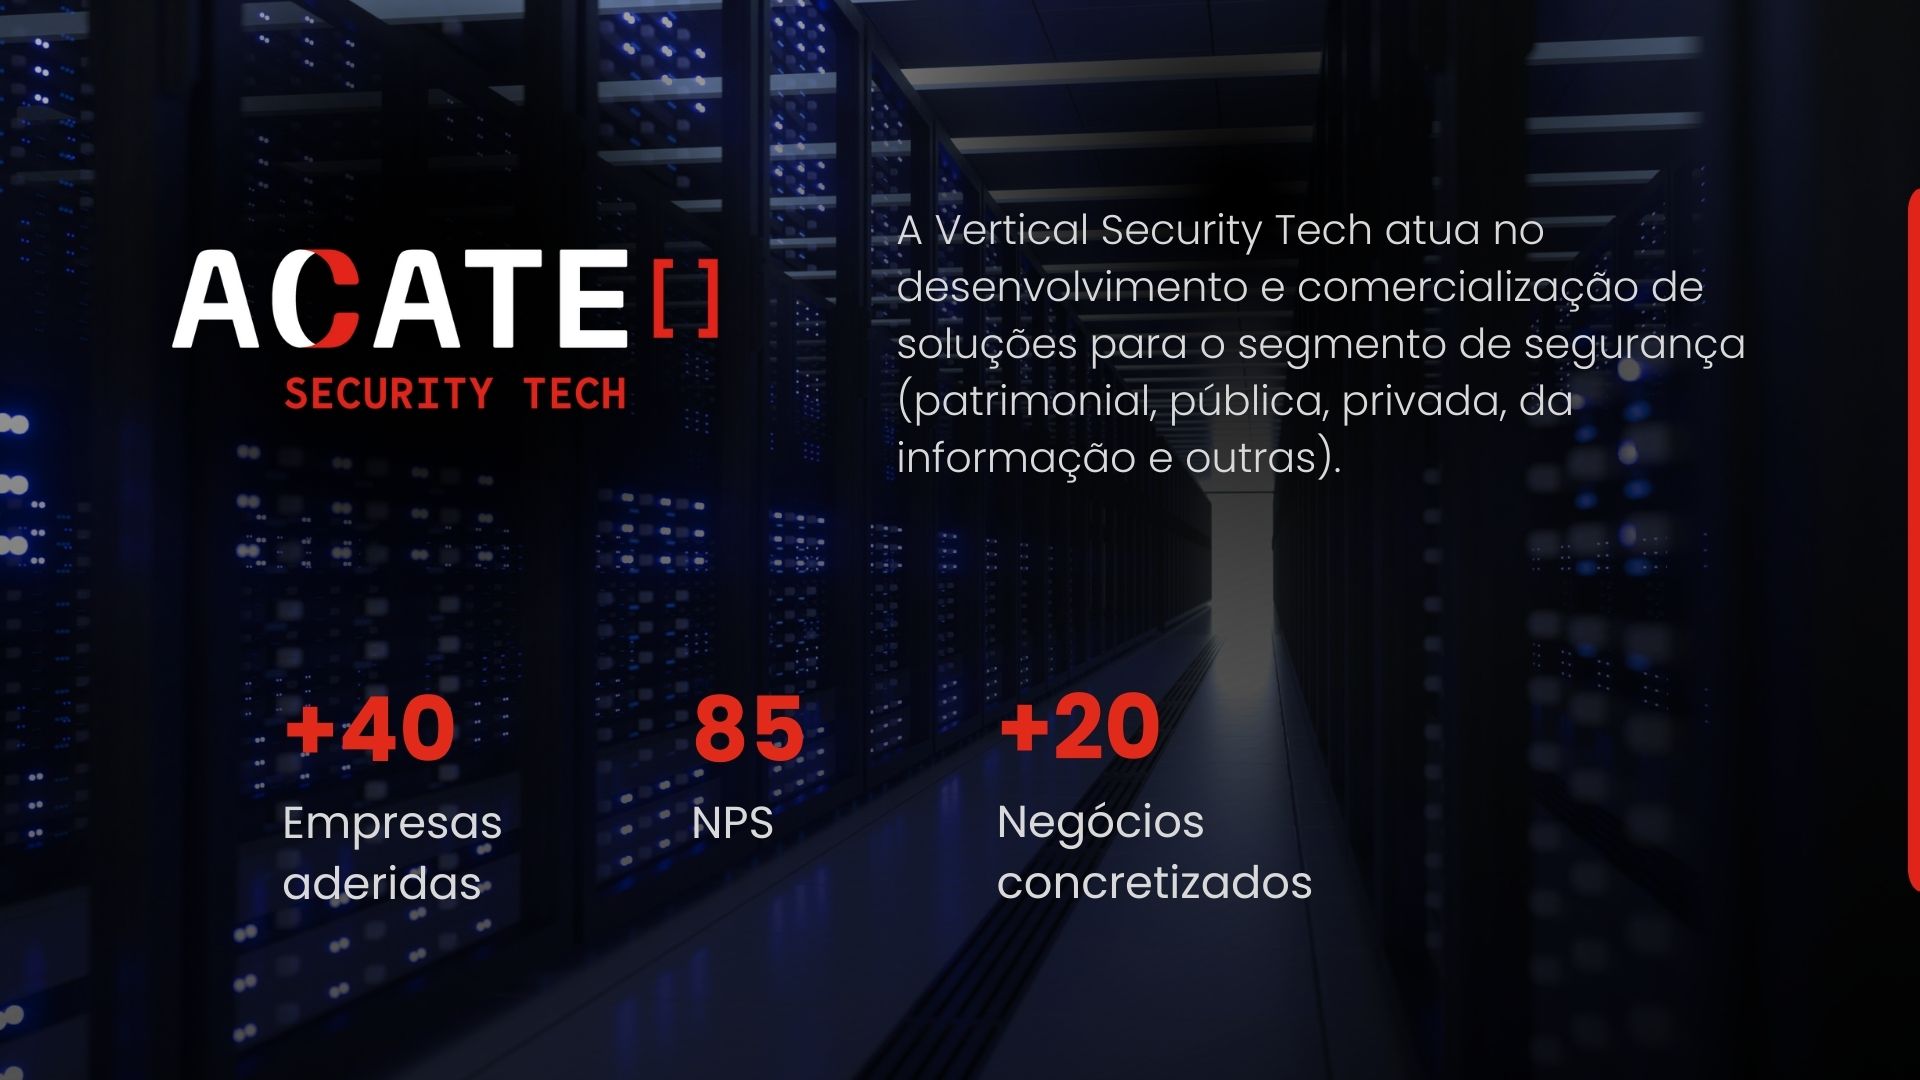 ACATE[]
SECURITY TECH
A Vertical Security Tech atua no
desenvolvimento e comercialização de
soluções para o segmento de segurança
(patrimonial, pública, privada, da
informação e outras).
+40
Empresas
aderidas
85
NPS
+20
Negócios
concretizados